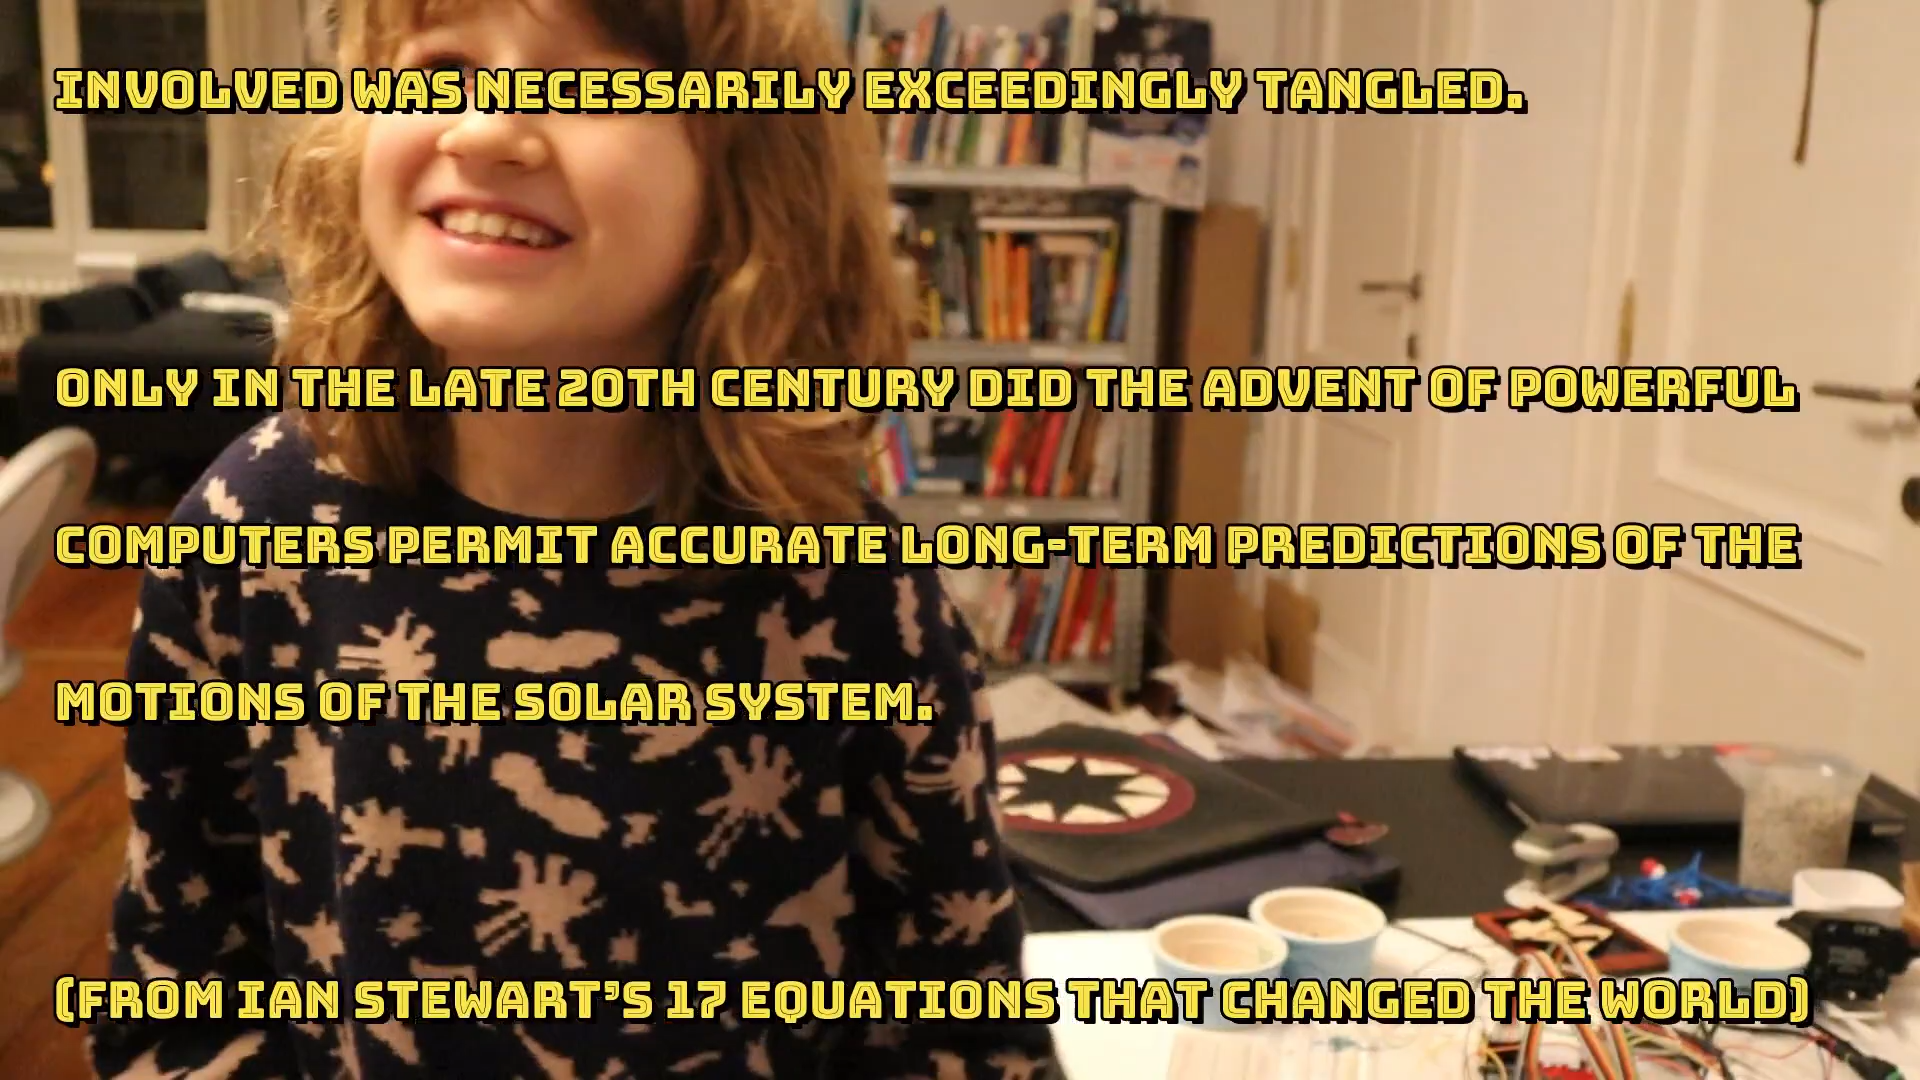 INVOLVED WAS NECESSARILY EXCEEDINGLY TANGLED.
ONLY IN THE LATE 20TH CENTURY DID THE ADVENT OF POWERFUL
COMPUTERS PERMIT ACCURATE LONG-TERM PREDICTIONS OF THE
MOTIONS OF THE SOLAR SYSTEM.
(FROM IAN STEWART'S 17 EQUATIONS THAT CHANGED THE WORLD)